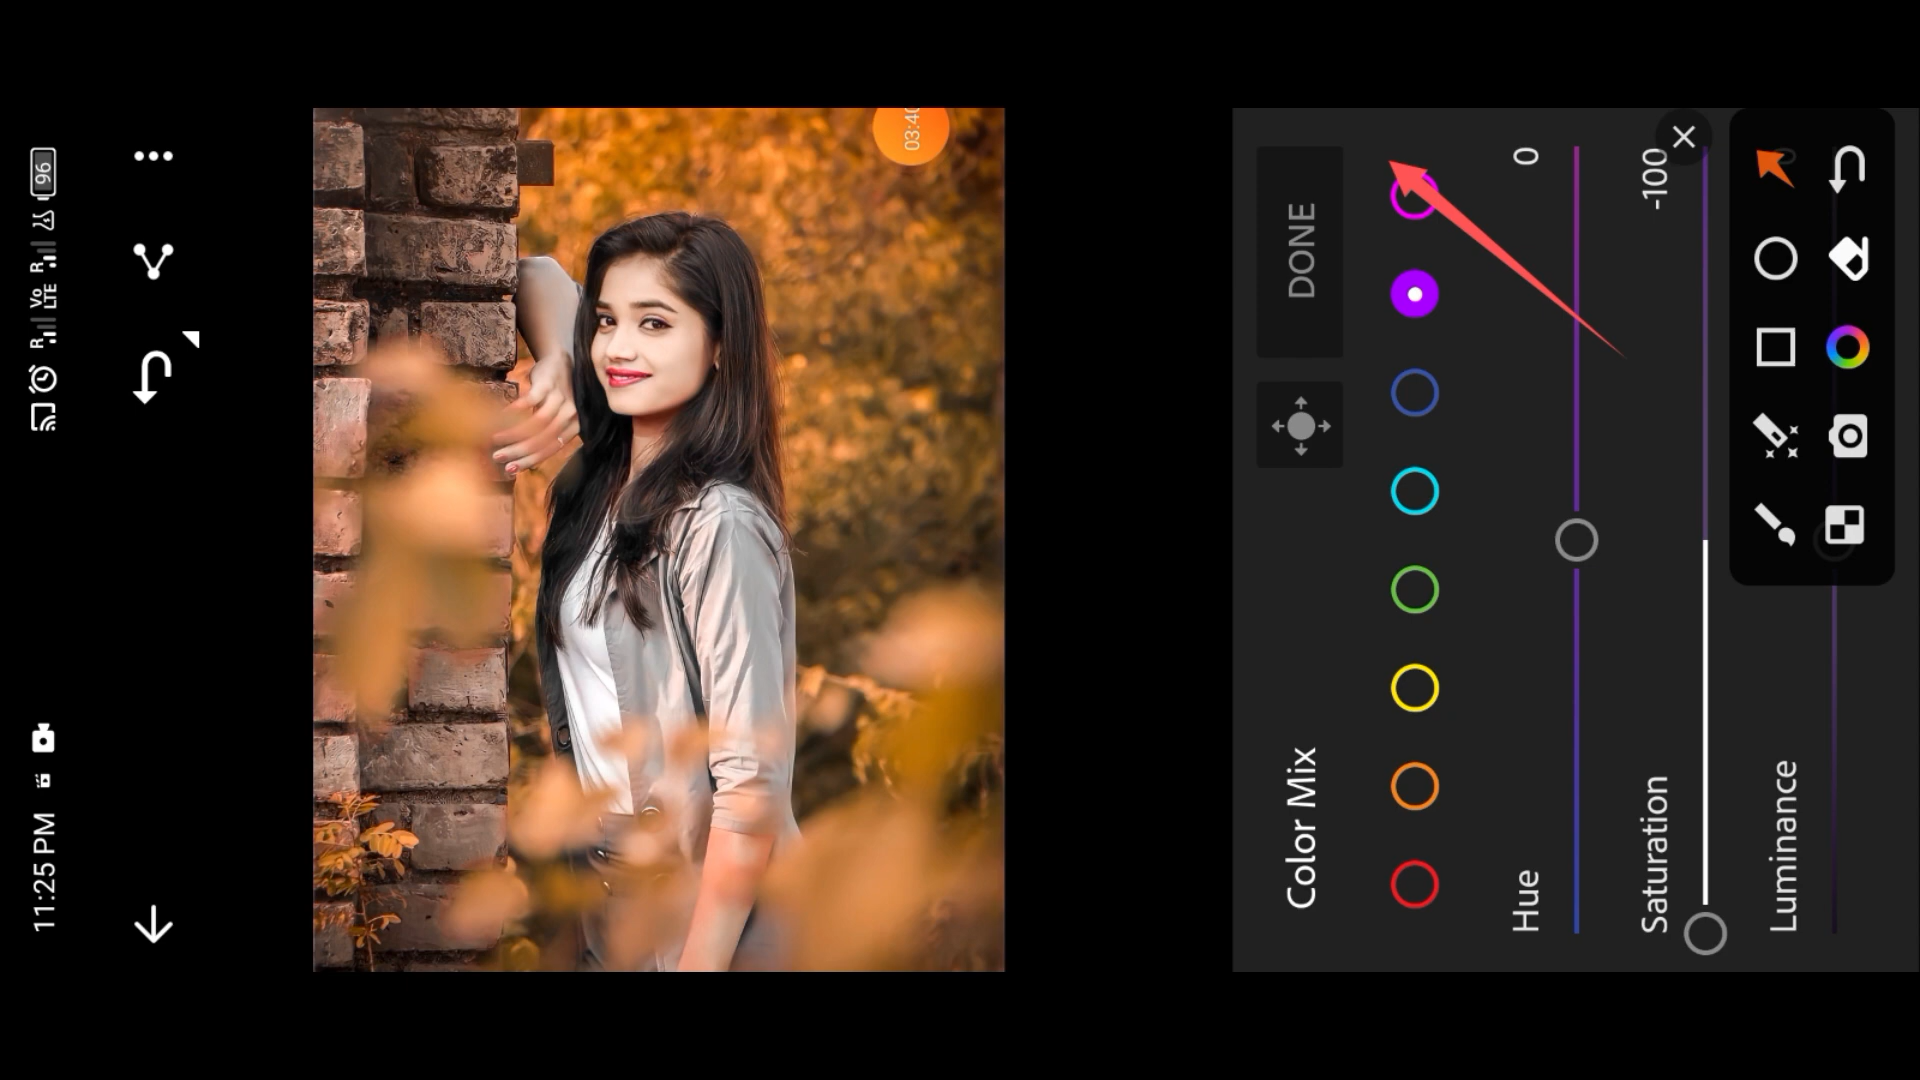 11:25 PM
R
Vo
LTE
R
96
03:40
Color Mix
DONE
Hue
0
Saturation
-100
Luminance